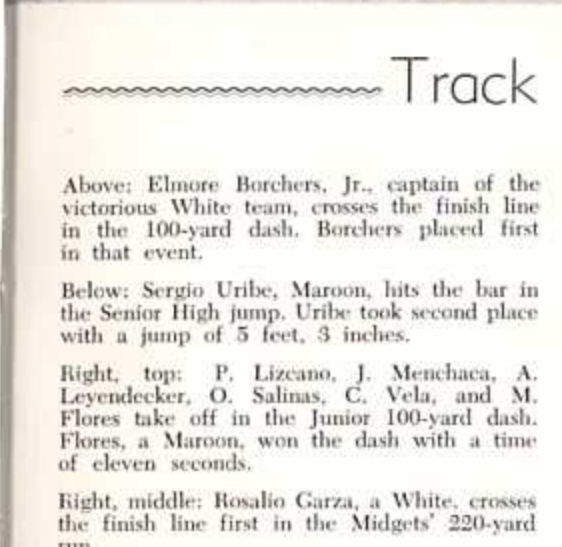 Track
Above: Elmore Borchers, Jr., captain of the
victorious White team, crosses the finish line
in the 100-yard dash. Borchers placed first
in that event.
Below: Sergio Uribe, Maroon, hits the bar in
the Senior High jump. Uribe took second place
with a jump of 5 feet, 3 inches.
Right, top: P. Lizcano, J. Menchaca, A.
Leyendecker, O. Salinas, C. Vela, and M.
Flores take off in the Junior 100-yard dash.
Flores, a Maroon, won the dash with a time
of eleven seconds.
Right, middle: Rosalio Garza, a White, crosses
the finish line first in the Midgets' 220-yard